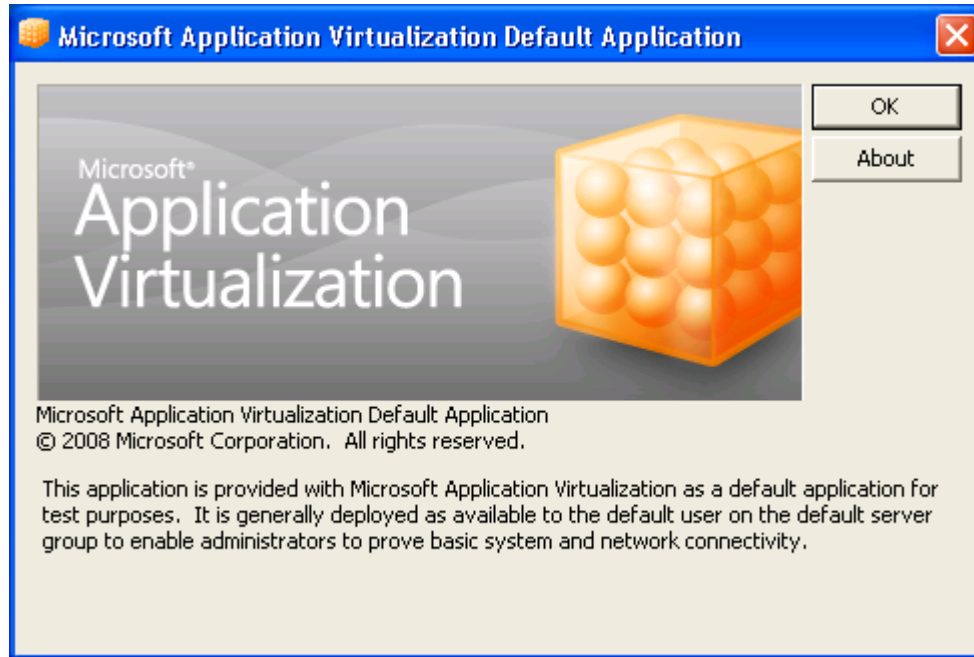 Microsoft Application Virtualization Default Application
OK
About
Microsoft®
Application
Virtualization
Microsoft Application Virtualization Default Application
© 2008 Microsoft Corporation.  All rights reserved.
This application is provided with Microsoft Application Virtualization as a default application for
test purposes.  It is generally deployed as available to the default user on the default server
group to enable administrators to prove basic system and network connectivity.